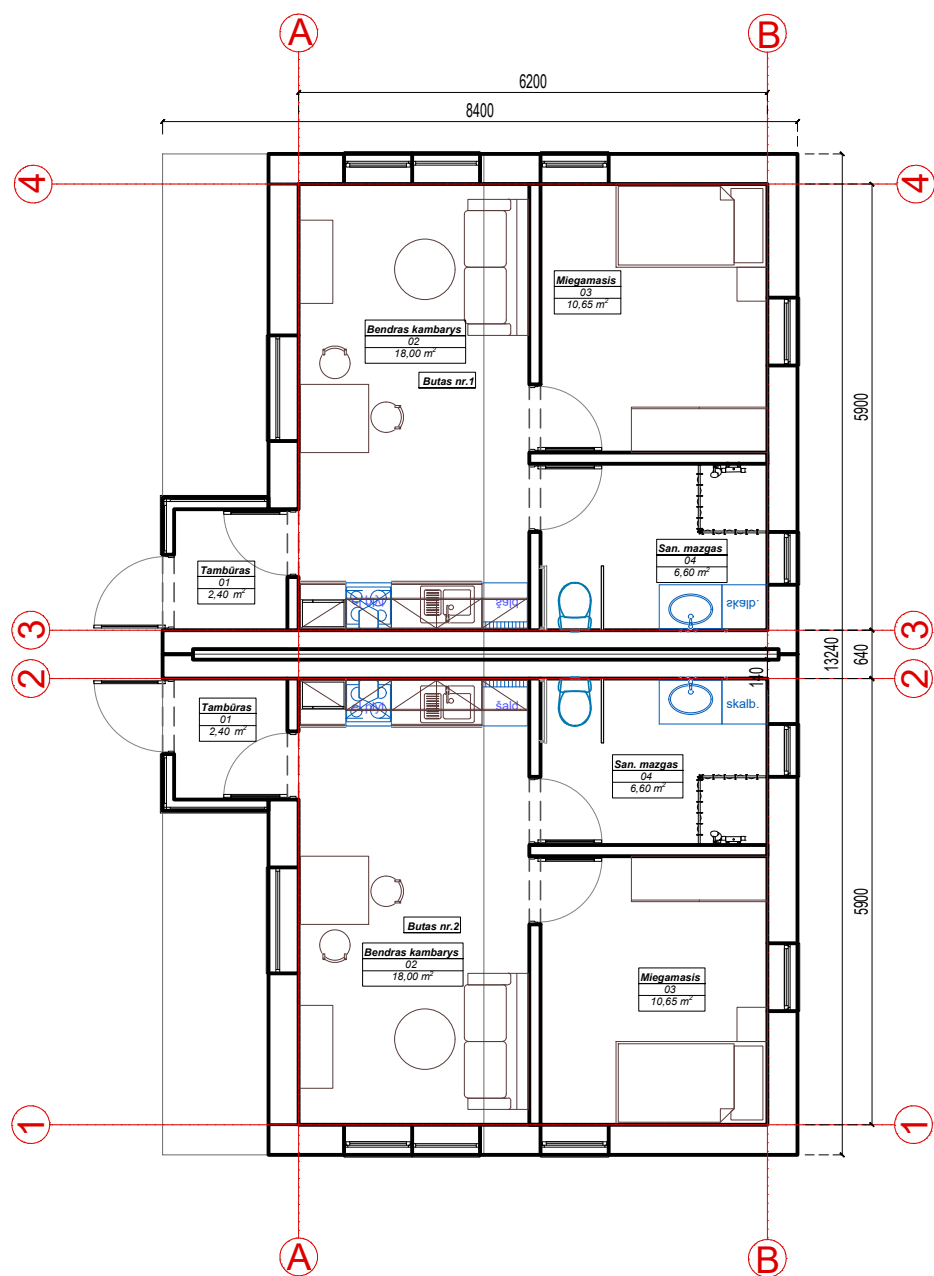 A
B
6200
8400
4
4
Miegamasis
03
10,65 m²
Bendras kambarys
02
18,00 m²
Butas nr.1
5900
San. mazgas
04
6,60 m²
Tambūras
01
2,40 m²
šald.
skalb.
3
3
13240
640
140
2
2
Tambūras
01
2,40 m²
šald.
skalb.
San. mazgas
04
6,60 m²
5900
Butas nr.2
Bendras kambarys
02
18,00 m²
Miegamasis
03
10,65 m²
1
1
A
B